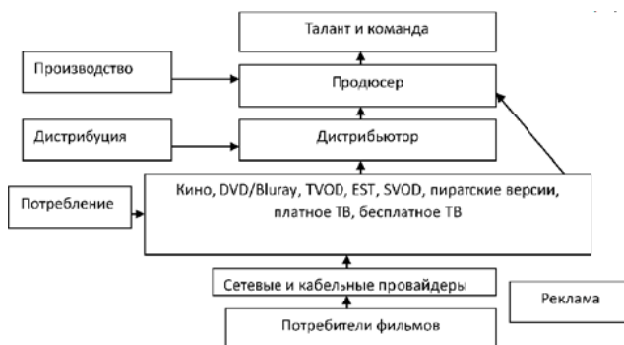 Талант и команда
Производство
Продюсер
Дистрибуция
Дистрибьютор
Кино, DVD/Bluray, TVOD, EST, SVOD, пиратские версии,
платное ТВ, бесплатное ТВ
Потребление
Сетевые и кабельные провайдеры
Реклама
Потребители фильмов